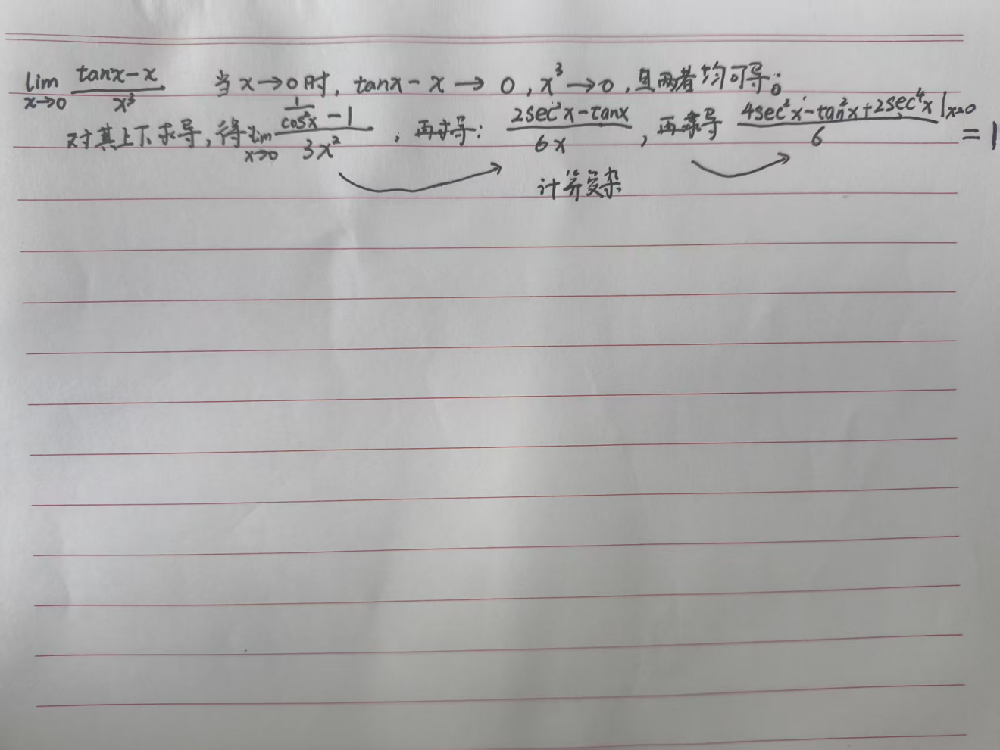 lim x→0 (tanx−x)/x³ 当x→0时, tanx−x→0, x³→0, 且两者均可导。
对其上下求导, 得 lim x→0 (1/cos²x −1)/3x² , 再求导: (2sec²x−tanx)/6x , 再求导 (4sec²x−tan²x+2sec⁴x)/6 |x=0 = 1
计算复杂